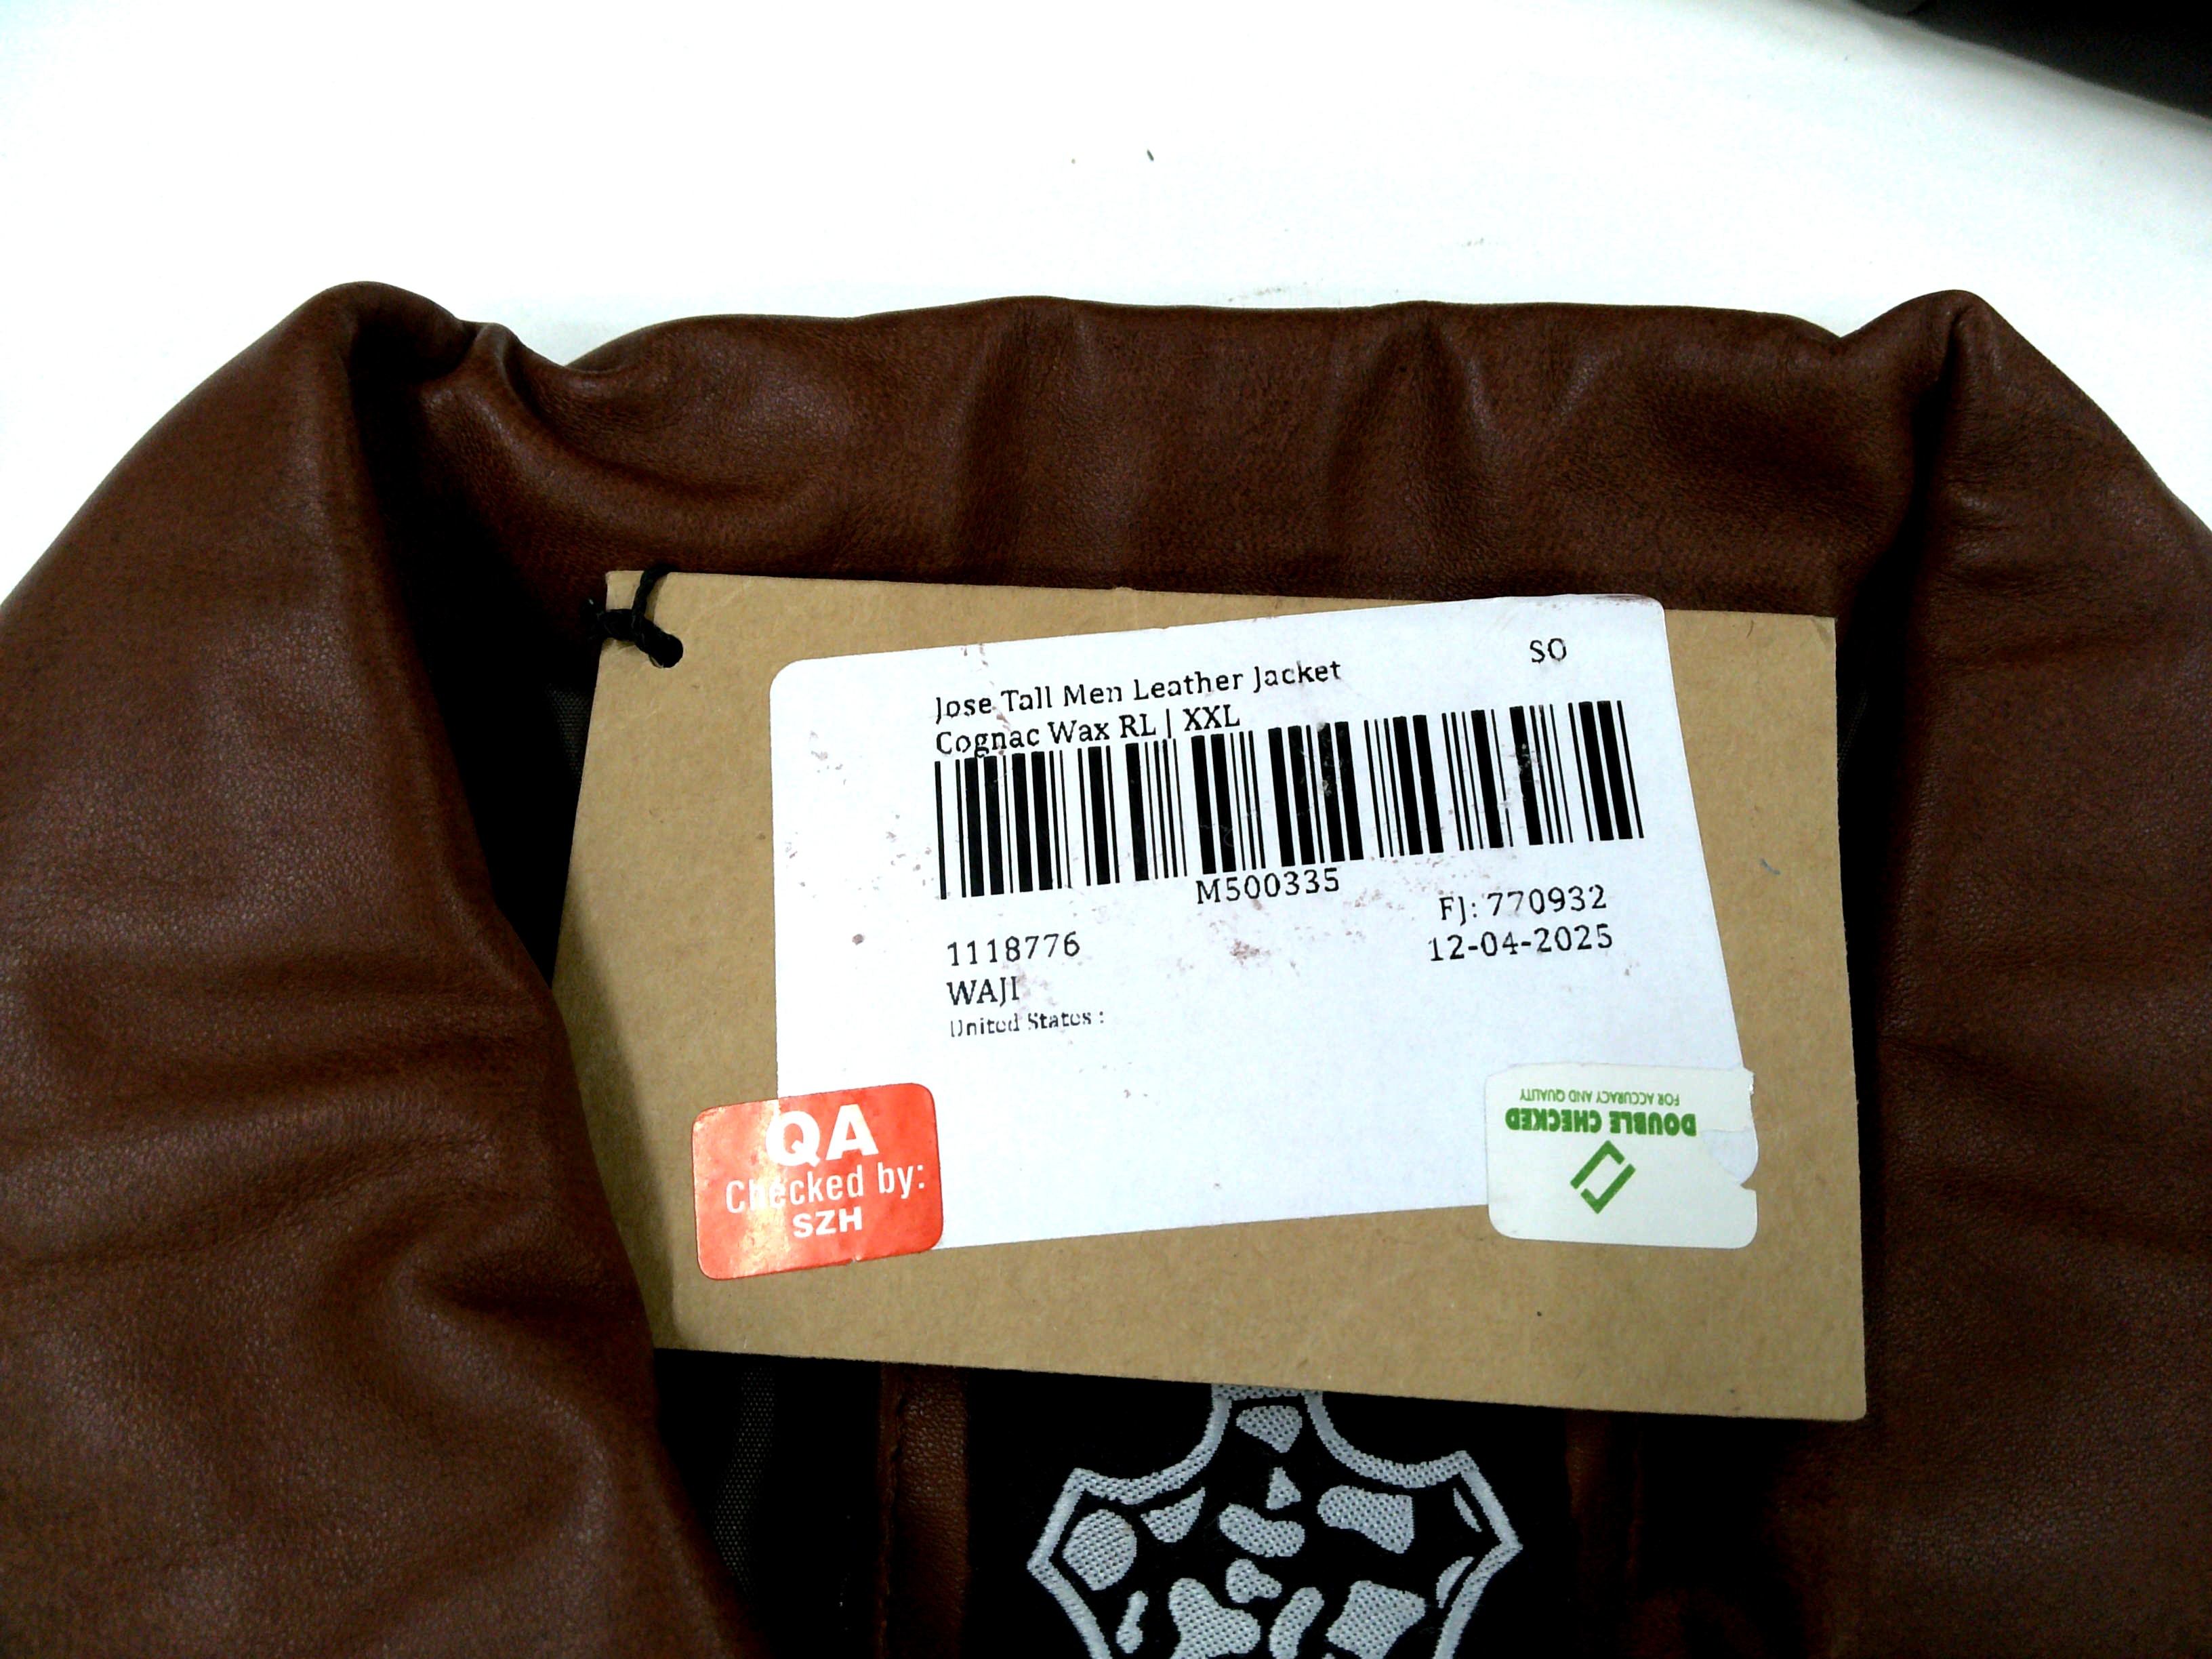 SO
Jose Tall Men Leather Jacket
Cognac Wax RL | XXL
M500335
FJ: 770932
1118776
12-04-2025
WAJI
United States :
QA
Checked by:
SZH
DOUBLE CHECKED
FOR ACCURACY AND QUALITY